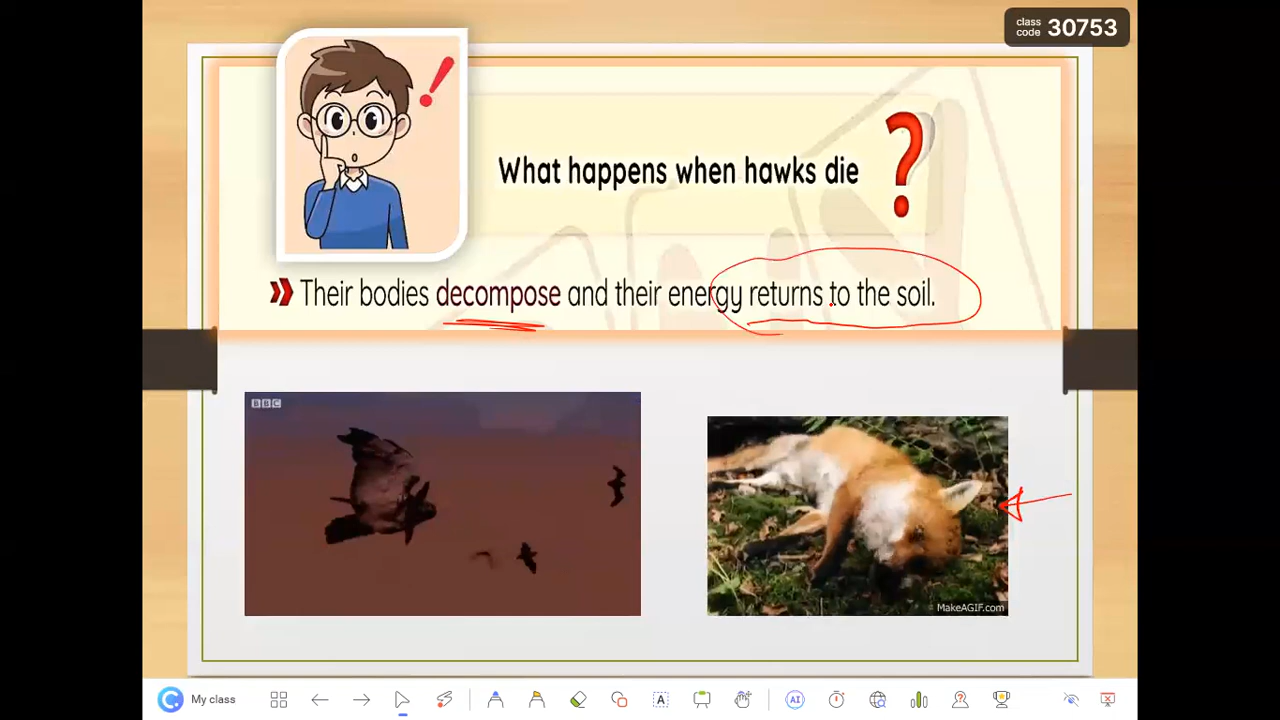 class
code 30753
!
What happens when hawks die ?
Their bodies decompose and their energy returns to the soil.
BBC
MakeAGIF.com
My class
A
AI